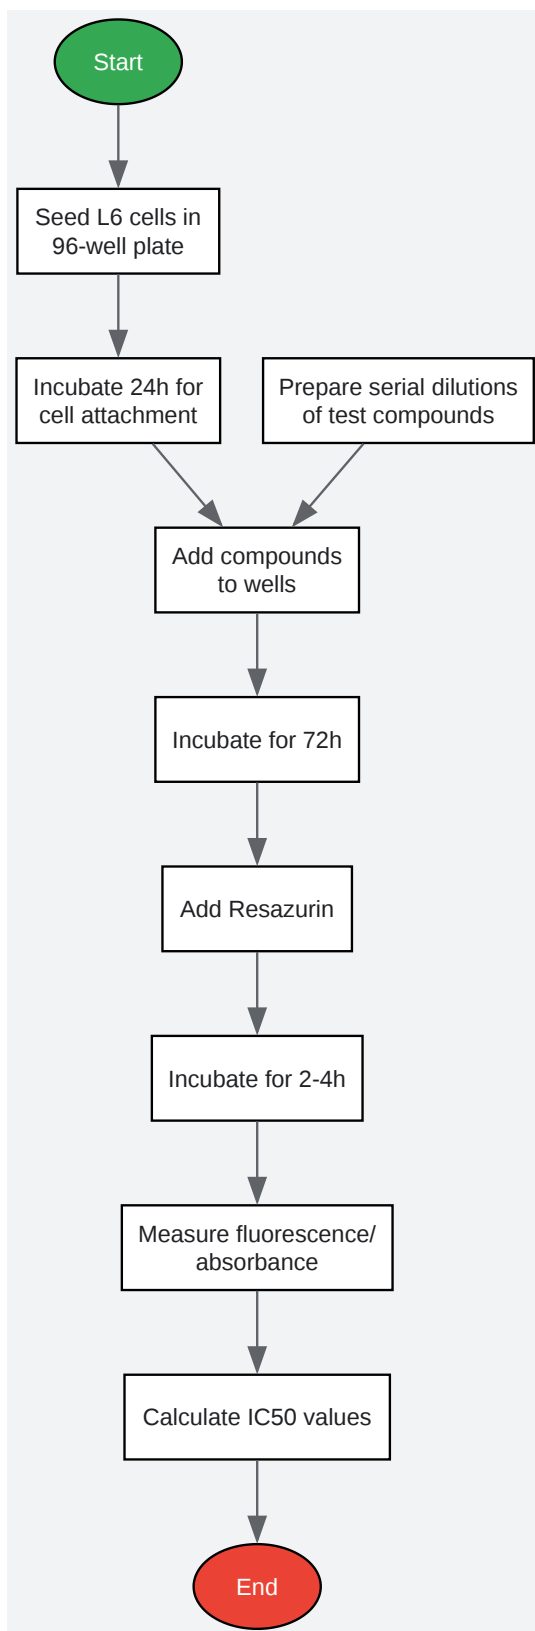 Start
Seed L6 cells in
96-well plate
Incubate 24h for
cell attachment
Prepare serial dilutions
of test compounds
Add compounds
to wells
Incubate for 72h
Add Resazurin
Incubate for 2-4h
Measure fluorescence/
absorbance
Calculate IC50 values
End